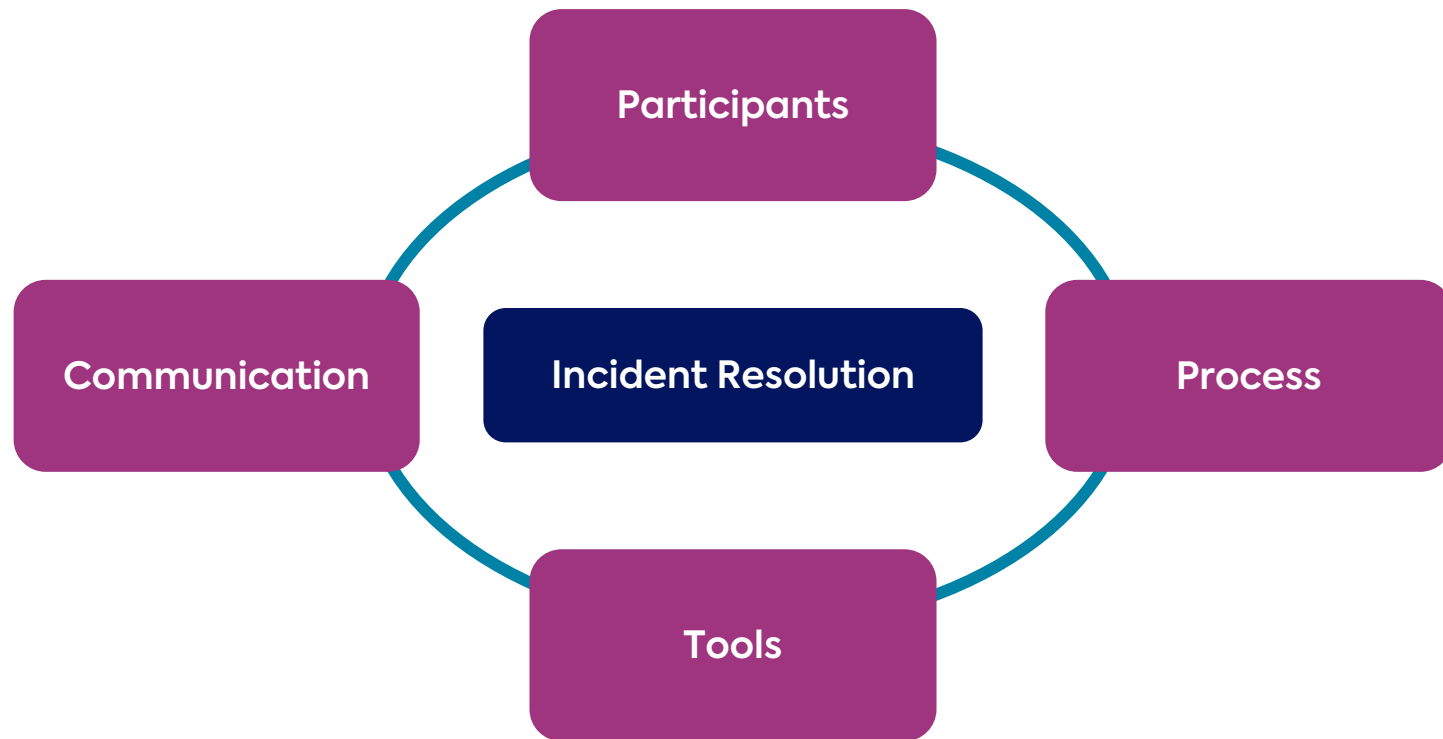 Participants
Communication
Incident Resolution
Process
Tools